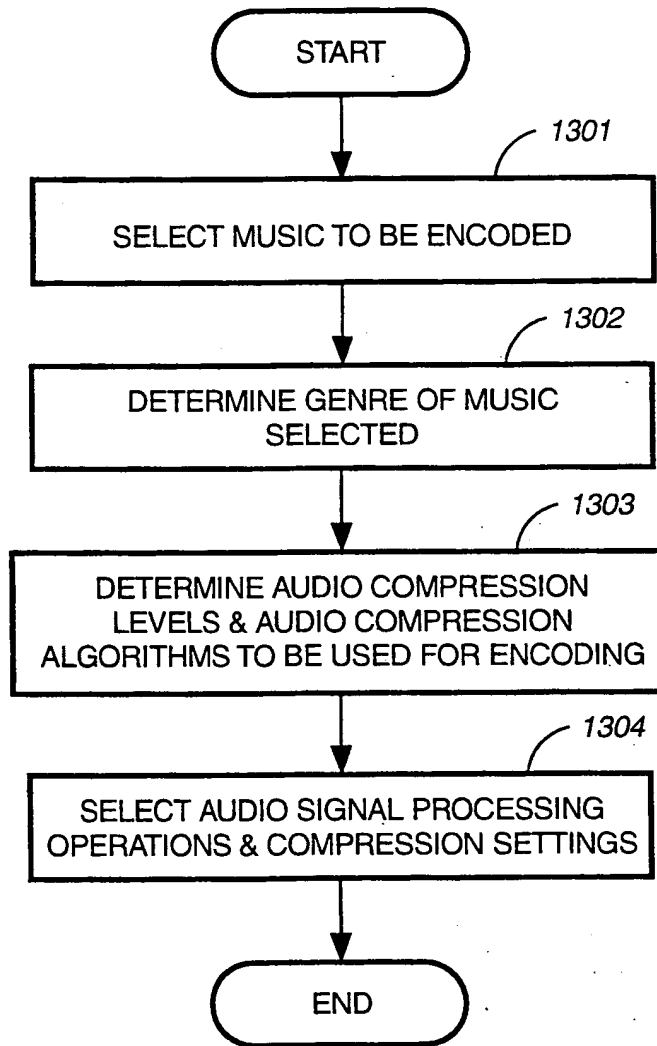 START
1301
SELECT MUSIC TO BE ENCODED
1302
DETERMINE GENRE OF MUSIC
SELECTED
1303
DETERMINE AUDIO COMPRESSION
LEVELS & AUDIO COMPRESSION
ALGORITHMS TO BE USED FOR ENCODING
1304
SELECT AUDIO SIGNAL PROCESSING
OPERATIONS & COMPRESSION SETTINGS
END